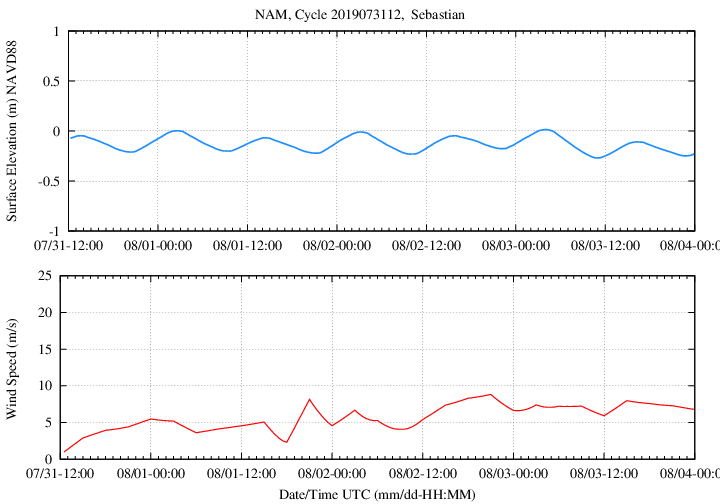 NAM, Cycle 2019073112,  Sebastian
Surface Elevation (m) NAVD88
1
0.5
0
-0.5
-1
07/31-12:00 08/01-00:00 08/01-12:00 08/02-00:00 08/02-12:00 08/03-00:00 08/03-12:00 08/04-00:0
Wind Speed (m/s)
25
20
15
10
5
0
07/31-12:00 08/01-00:00 08/01-12:00 08/02-00:00 08/02-12:00 08/03-00:00 08/03-12:00 08/04-00:0
Date/Time UTC (mm/dd-HH:MM)